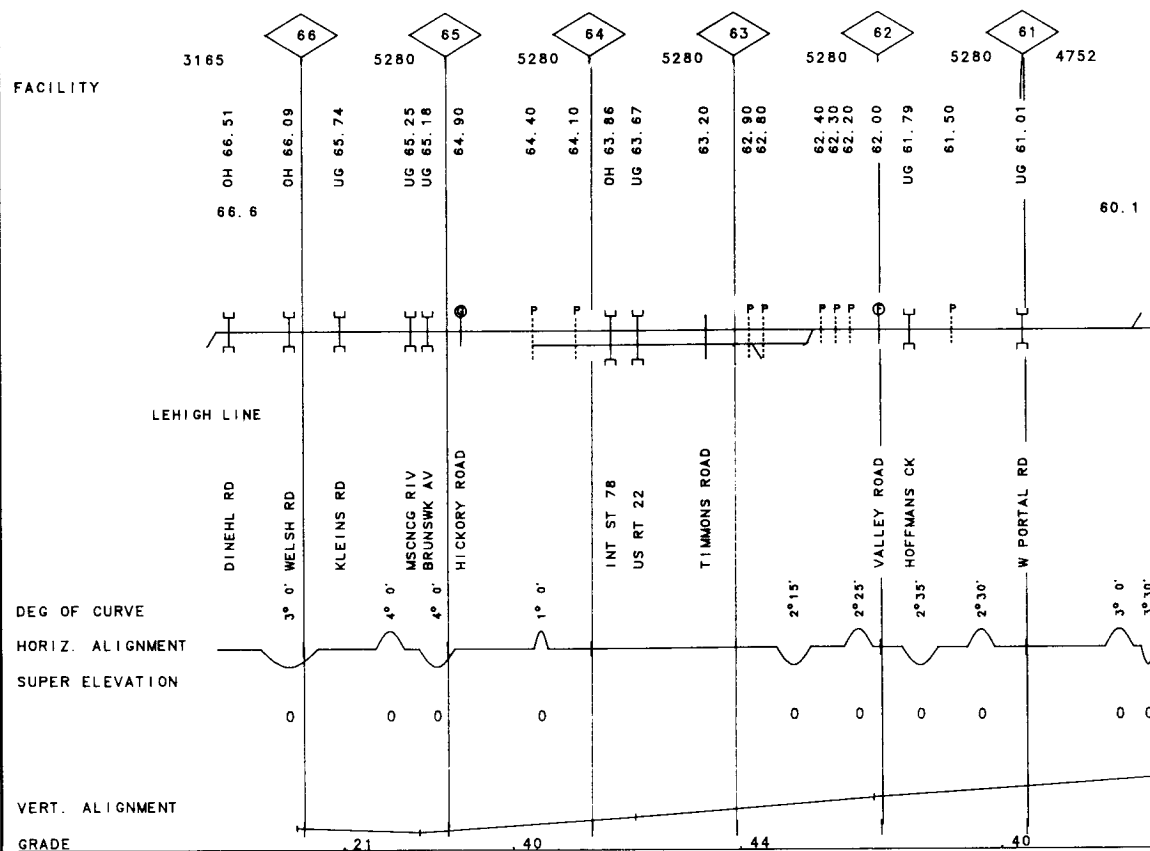 66 65 64 63 62 61
3165 5280 5280 5280 5280 5280 4752
FACILITY
OH 66.51
OH 66.09
UG 65.74
UG 65.25
UG 65.18
64.90
64.40
64.10
OH 63.86
UG 63.67
63.20
62.90
62.80
62.40
62.30
62.20
62.00
UG 61.79
61.50
UG 61.01
66.6 60.1
P P P P P P P F P
LEHIGH LINE
DINEHL RD
WELSH RD
KLEINS RD
MSCNCG RIV
BRUNSWK AV
HICKORY ROAD
INT ST 78
US RT 22
TIMMONS ROAD
VALLEY ROAD
HOFFMANS CK
W PORTAL RD
DEG OF CURVE
3° 0' 4° 0' 4° 0' 1° 0' 2°15' 2°25' 2°35' 2°30' 3° 0' 3°30'
HORIZ. ALIGNMENT
SUPER ELEVATION
0 0 0 0 0 0 0 0 0 0
VERT. ALIGNMENT
GRADE .21 .40 .44 .40